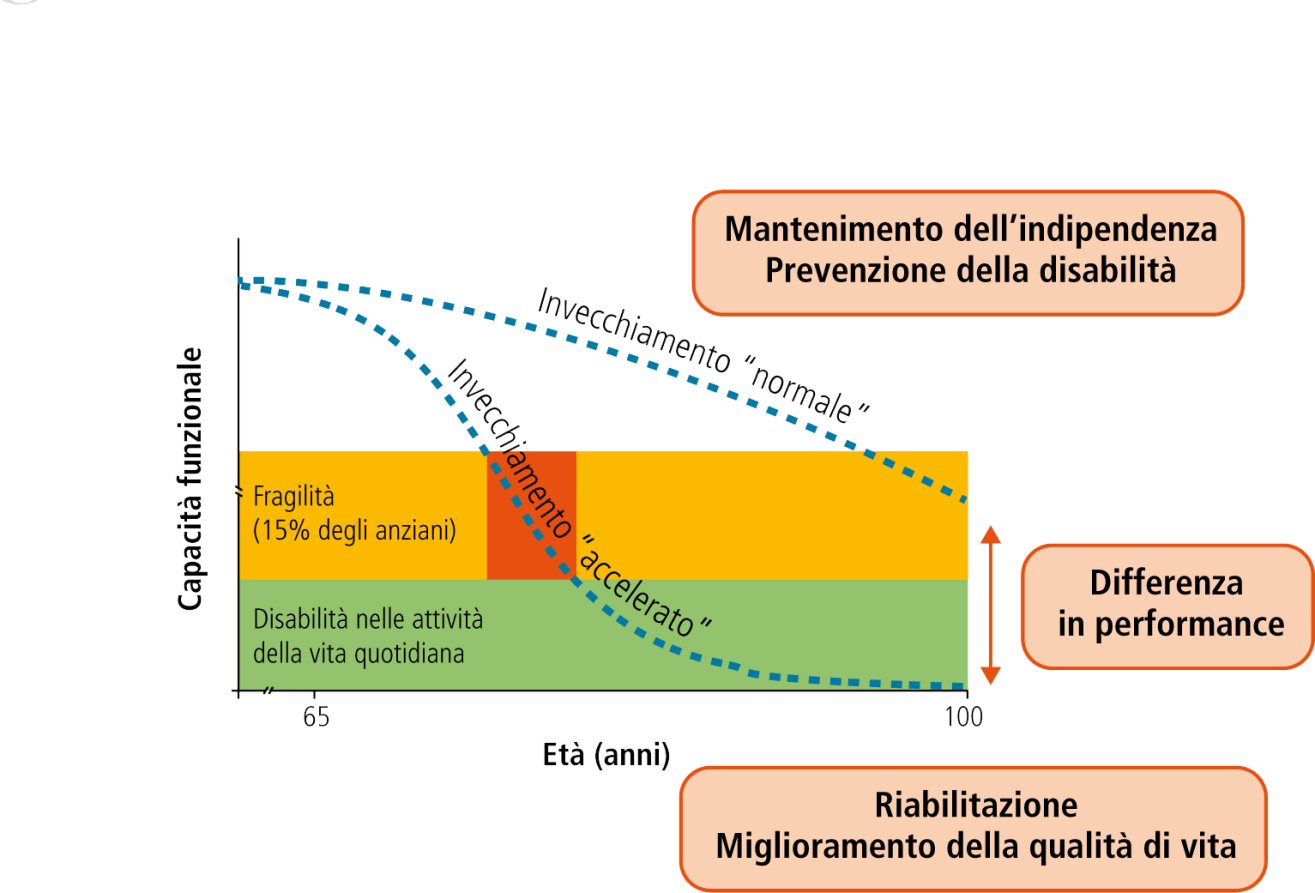 Mantenimento dell’indipendenza
Prevenzione della disabilità
Invecchiamento “normale”
Invecchiamento “accelerato”
Capacità funzionale
Fragilità
(15% degli anziani)
Disabilità nelle attività
della vita quotidiana
Differenza
in performance
65
100
Età (anni)
Riabilitazione
Miglioramento della qualità di vita